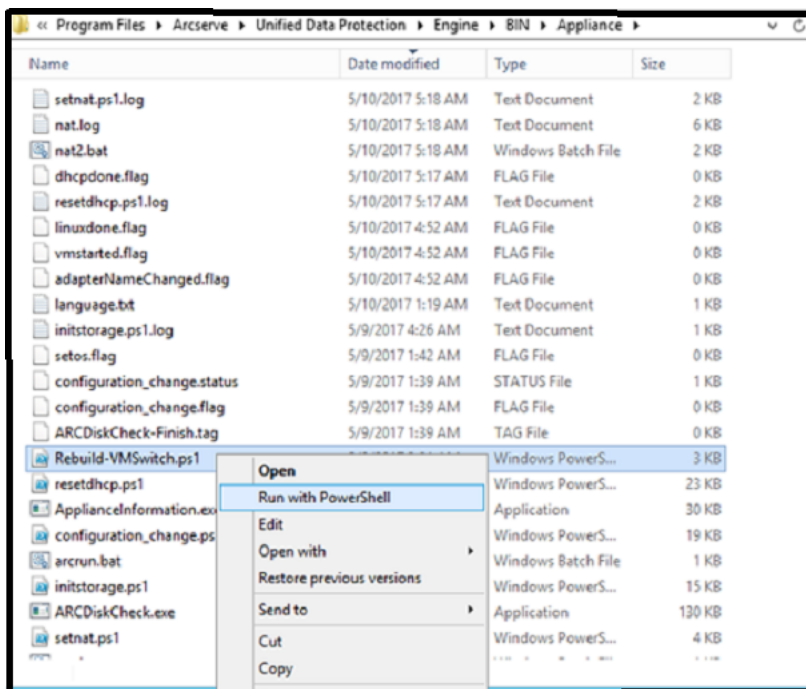 « Program Files ▸ Arcserve ▸ Unified Data Protection ▸ Engine ▸ BIN ▸ Appliance ▸
Name Date modified Type Size
setnat.ps1.log 5/10/2017 5:18 AM Text Document 2 KB
nat.log 5/10/2017 5:18 AM Text Document 6 KB
nat2.bat 5/10/2017 5:18 AM Windows Batch File 2 KB
dhcpdone.flag 5/10/2017 5:17 AM FLAG File 0 KB
resetdhcp.ps1.log 5/10/2017 5:17 AM Text Document 2 KB
linuxdone.flag 5/10/2017 4:52 AM FLAG File 0 KB
vmstarted.flag 5/10/2017 4:52 AM FLAG File 0 KB
adapterNameChanged.flag 5/10/2017 4:52 AM FLAG File 0 KB
language.txt 5/10/2017 1:19 AM Text Document 1 KB
initstorage.ps1.log 5/9/2017 4:26 AM Text Document 1 KB
setos.flag 5/9/2017 1:42 AM FLAG File 0 KB
configuration_change.status 5/9/2017 1:39 AM STATUS File 1 KB
configuration_change.flag 5/9/2017 1:39 AM FLAG File 0 KB
ARCDiskCheck-Finish.tag 5/9/2017 1:39 AM TAG File 0 KB
Rebuild-VMSwitch.ps1 Windows PowerS... 3 KB
Open
resetdhcp.ps1 Windows PowerS... 23 KB
Run with PowerShell
ApplianceInformation.ex Application 30 KB
Edit
configuration_change.ps Windows PowerS... 19 KB
Open with
arcrun.bat Windows Batch File 1 KB
Restore previous versions
initstorage.ps1 Windows PowerS... 15 KB
Send to
ARCDiskCheck.exe Application 130 KB
setnat.ps1 Windows PowerS... 4 KB
Cut
Copy